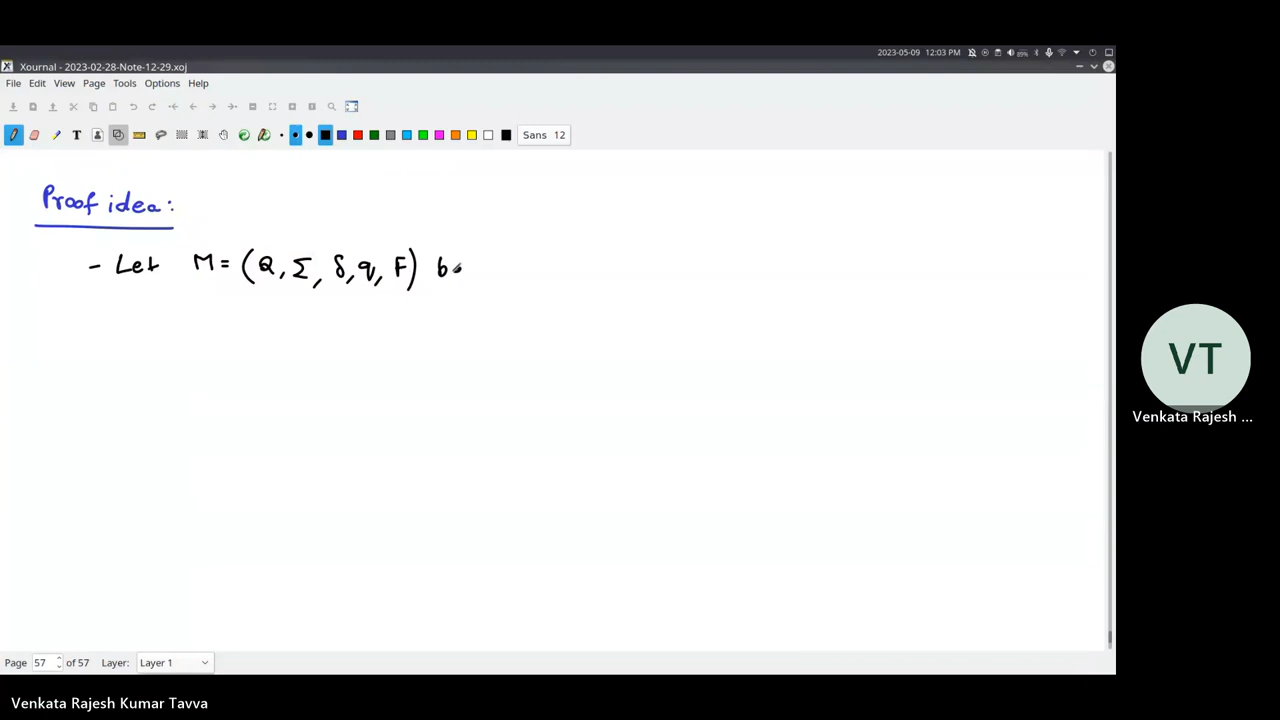 2023-05-09 12:03 PM
Xournal - 2023-02-28-Note-12-29.xoj
File Edit View Page Tools Options Help
Sans 12
Proof idea:
- Let M = (Q, Σ, δ, q, F) be
VT
Venkata Rajesh ...
Page 57 of 57 Layer: Layer 1
Venkata Rajesh Kumar Tavva